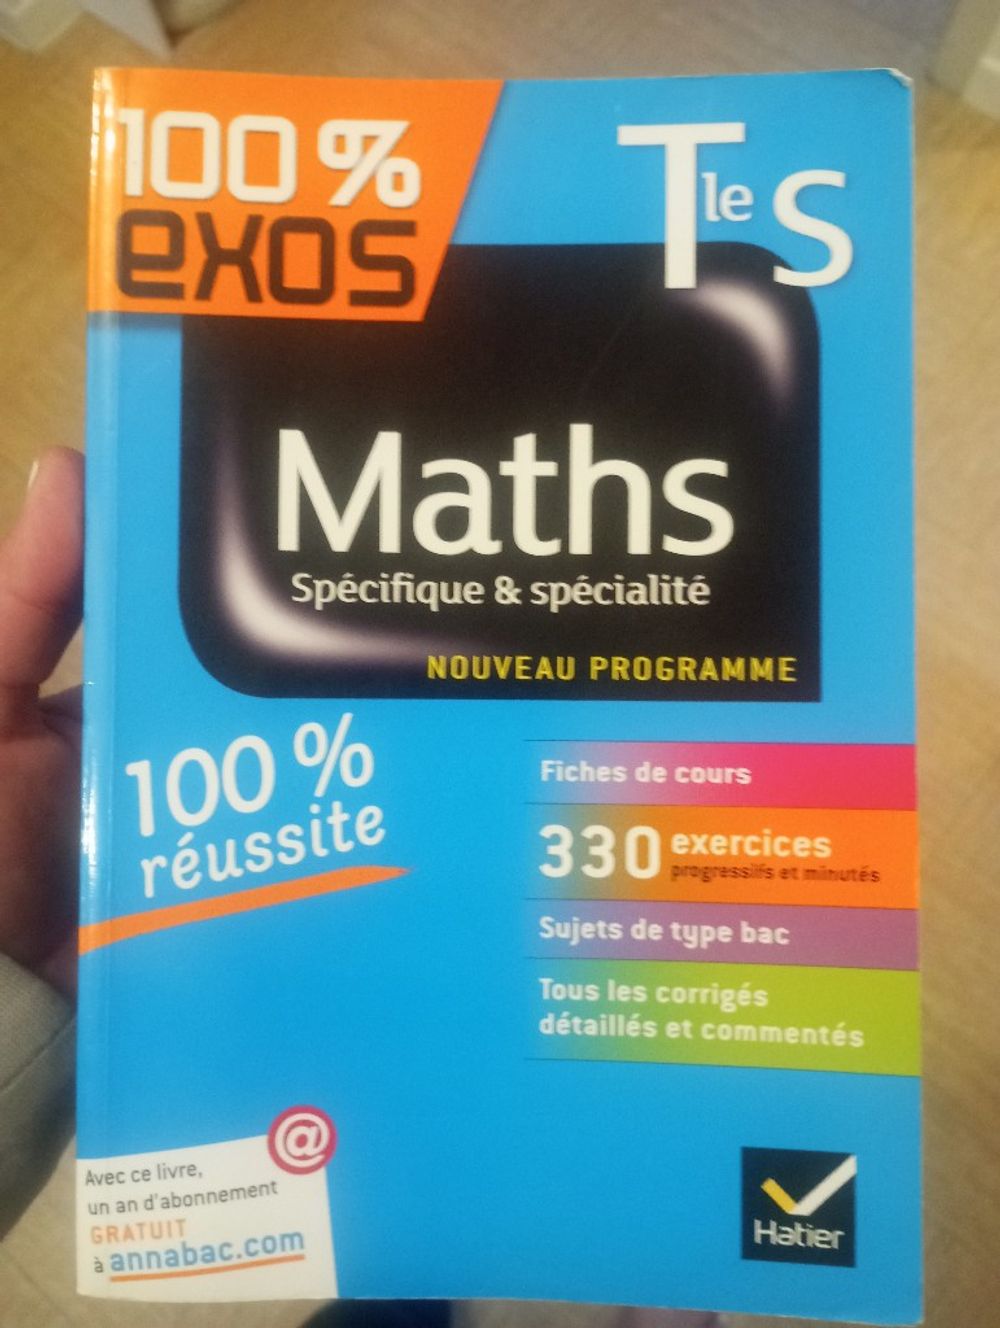 100 %
exos
Tle S
Maths
Spécifique & spécialité
NOUVEAU PROGRAMME
100 %
réussite
Fiches de cours
330 exercices
progressifs et minutés
Sujets de type bac
Tous les corrigés
détaillés et commentés
@
Avec ce livre,
un an d'abonnement
GRATUIT
à annabac.com
Hatier